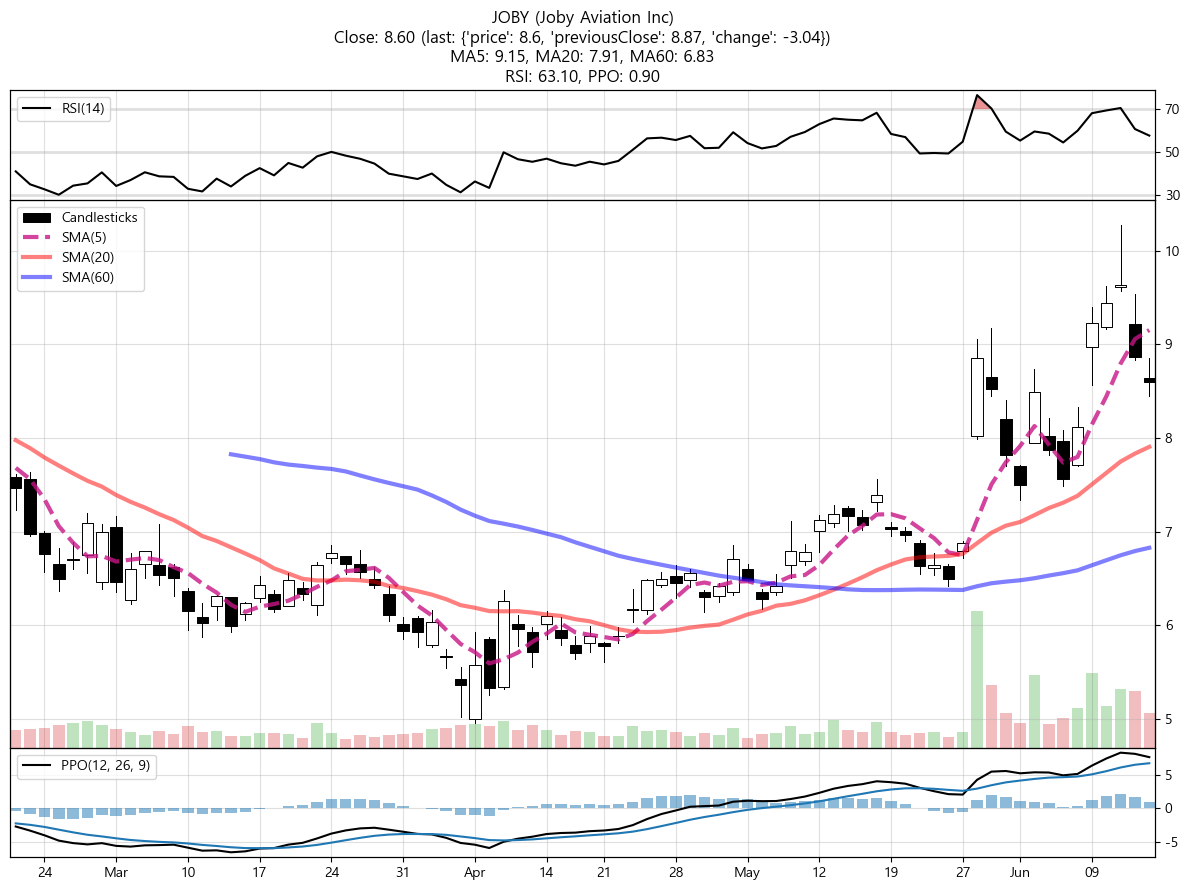 JOBY (Joby Aviation Inc)
Close: 8.60 (last: {'price': 8.6, 'previousClose': 8.87, 'change': -3.04})
MA5: 9.15, MA20: 7.91, MA60: 6.83
RSI: 63.10, PPO: 0.90
RSI(14)
70
50
30
Candlesticks
SMA(5)
SMA(20)
SMA(60)
10
9
8
7
6
5
PPO(12, 26, 9)
5
0
-5
24 Mar 10 17 24 31 Apr 14 21 28 May 12 19 27 Jun 09